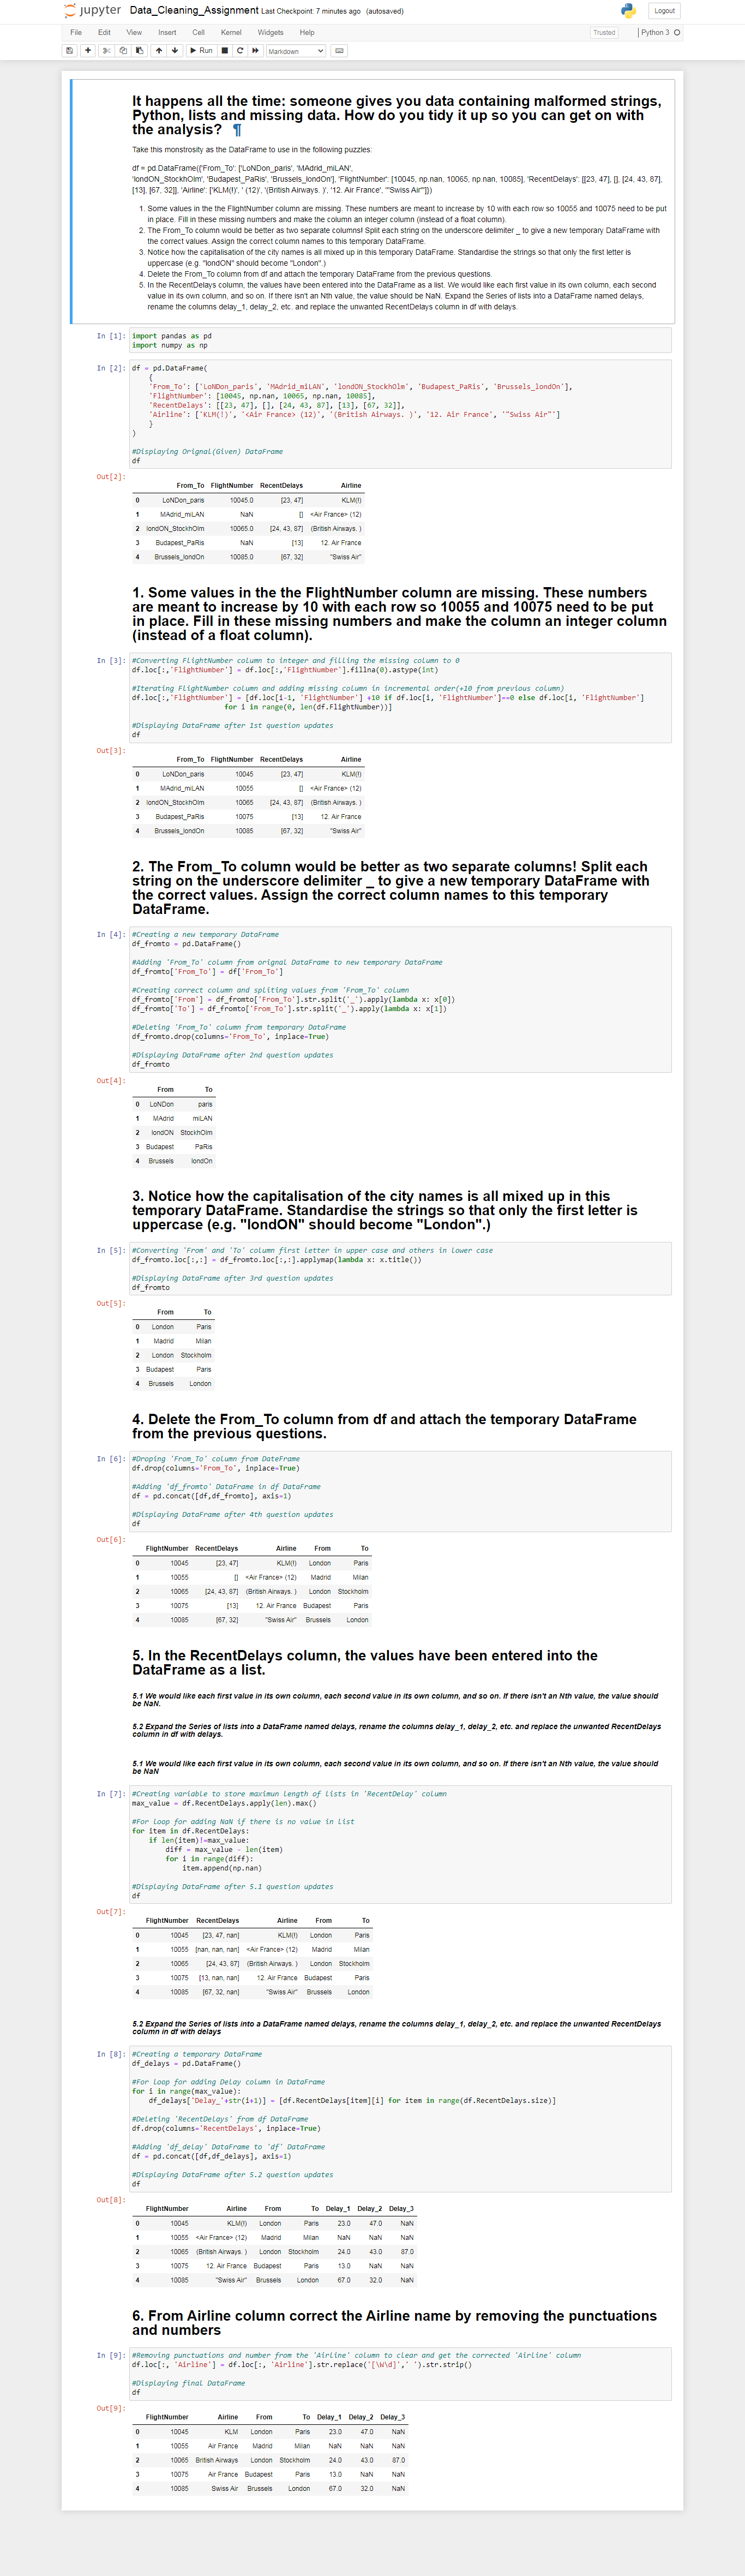 jupyter Data_Cleaning_Assignment Last Checkpoint: 7 minutes ago (autosaved)
Logout
File Edit View Insert Cell Kernel Widgets Help
Trusted Python 3
Run Markdown
It happens all the time: someone gives you data containing malformed strings,
Python, lists and missing data. How do you tidy it up so you can get on with
the analysis? ¶
Take this monstrosity as the DataFrame to use in the following puzzles:
df = pd.DataFrame({'From_To': ['LoNDon_paris', 'MAdrid_miLAN',
'londON_StockhOlm', 'Budapest_PaRis', 'Brussels_londOn'], 'FlightNumber': [10045, np.nan, 10065, np.nan, 10085], 'RecentDelays': [[23, 47], [], [24, 43, 87],
[13], [67, 32]], 'Airline': ['KLM(!)', ' (12)', '(British Airways. )', '12. Air France', '"Swiss Air"']})
1. Some values in the the FlightNumber column are missing. These numbers are meant to increase by 10 with each row so 10055 and 10075 need to be put
in place. Fill in these missing numbers and make the column an integer column (instead of a float column).
2. The From_To column would be better as two separate columns! Split each string on the underscore delimiter _ to give a new temporary DataFrame with
the correct values. Assign the correct column names to this temporary DataFrame.
3. Notice how the capitalisation of the city names is all mixed up in this temporary DataFrame. Standardise the strings so that only the first letter is
uppercase (e.g. "londON" should become "London".)
4. Delete the From_To column from df and attach the temporary DataFrame from the previous questions.
5. In the RecentDelays column, the values have been entered into the DataFrame as a list. We would like each first value in its own column, each second
value in its own column, and so on. If there isn't an Nth value, the value should be NaN. Expand the Series of lists into a DataFrame named delays,
rename the columns delay_1, delay_2, etc. and replace the unwanted RecentDelays column in df with delays.
In [1]: import pandas as pd
import numpy as np
In [2]: df = pd.DataFrame(
{
'From_To': ['LoNDon_paris', 'MAdrid_miLAN', 'londON_StockhOlm', 'Budapest_PaRis', 'Brussels_londOn'],
'FlightNumber': [10045, np.nan, 10065, np.nan, 10085],
'RecentDelays': [[23, 47], [], [24, 43, 87], [13], [67, 32]],
'Airline': ['KLM(!)', '<Air France> (12)', '(British Airways. )', '12. Air France', '"Swiss Air"']
}
)
#Displaying Orignal(Given) DataFrame
df
Out[2]:
From_To FlightNumber RecentDelays Airline
0 LoNDon_paris 10045.0 [23, 47] KLM(!)
1 MAdrid_miLAN NaN [] <Air France> (12)
2 londON_StockhOlm 10065.0 [24, 43, 87] (British Airways. )
3 Budapest_PaRis NaN [13] 12. Air France
4 Brussels_londOn 10085.0 [67, 32] "Swiss Air"
1. Some values in the the FlightNumber column are missing. These numbers
are meant to increase by 10 with each row so 10055 and 10075 need to be put
in place. Fill in these missing numbers and make the column an integer column
(instead of a float column).
In [3]: #Converting FlightNumber column to integer and filling the missing column to 0
df.loc[:,'FlightNumber'] = df.loc[:,'FlightNumber'].fillna(0).astype(int)
#Iterating FlightNumber column and adding missing column in incremental order(+10 from previous column)
df.loc[:,'FlightNumber'] = [df.loc[i-1, 'FlightNumber'] +10 if df.loc[i, 'FlightNumber']==0 else df.loc[i, 'FlightNumber']
for i in range(0, len(df.FlightNumber))]
#Displaying DataFrame after 1st question updates
df
Out[3]:
From_To FlightNumber RecentDelays Airline
0 LoNDon_paris 10045 [23, 47] KLM(!)
1 MAdrid_miLAN 10055 [] <Air France> (12)
2 londON_StockhOlm 10065 [24, 43, 87] (British Airways. )
3 Budapest_PaRis 10075 [13] 12. Air France
4 Brussels_londOn 10085 [67, 32] "Swiss Air"
2. The From_To column would be better as two separate columns! Split each
string on the underscore delimiter _ to give a new temporary DataFrame with
the correct values. Assign the correct column names to this temporary
DataFrame.
In [4]: #Creating a new temporary DataFrame
df_fromto = pd.DataFrame()
#Adding 'From_To' column from orignal DataFrame to new temporary DataFrame
df_fromto['From_To'] = df['From_To']
#Creating correct column and spliting values from 'From_To' column
df_fromto['From'] = df_fromto['From_To'].str.split('_').apply(lambda x: x[0])
df_fromto['To'] = df_fromto['From_To'].str.split('_').apply(lambda x: x[1])
#Deleting 'From_To' column from temporary DataFrame
df_fromto.drop(columns='From_To', inplace=True)
#Displaying DataFrame after 2nd question updates
df_fromto
Out[4]:
From To
0 LoNDon paris
1 MAdrid miLAN
2 londON StockhOlm
3 Budapest PaRis
4 Brussels londOn
3. Notice how the capitalisation of the city names is all mixed up in this
temporary DataFrame. Standardise the strings so that only the first letter is
uppercase (e.g. "londON" should become "London".)
In [5]: #Converting 'From' and 'To' column first letter in upper case and others in lower case
df_fromto.loc[:,:] = df_fromto.loc[:,:].applymap(lambda x: x.title())
#Displaying DataFrame after 3rd question updates
df_fromto
Out[5]:
From To
0 London Paris
1 Madrid Milan
2 London Stockholm
3 Budapest Paris
4 Brussels London
4. Delete the From_To column from df and attach the temporary DataFrame
from the previous questions.
In [6]: #Droping 'From_To' column from DateFrame
df.drop(columns='From_To', inplace=True)
#Adding 'df_fromto' DataFrame in df DataFrame
df = pd.concat([df,df_fromto], axis=1)
#Displaying DataFrame after 4th question updates
df
Out[6]:
FlightNumber RecentDelays Airline From To
0 10045 [23, 47] KLM(!) London Paris
1 10055 [] <Air France> (12) Madrid Milan
2 10065 [24, 43, 87] (British Airways. ) London Stockholm
3 10075 [13] 12. Air France Budapest Paris
4 10085 [67, 32] "Swiss Air" Brussels London
5. In the RecentDelays column, the values have been entered into the
DataFrame as a list.
5.1 We would like each first value in its own column, each second value in its own column, and so on. If there isn't an Nth value, the value should
be NaN.
5.2 Expand the Series of lists into a DataFrame named delays, rename the columns delay_1, delay_2, etc. and replace the unwanted RecentDelays
column in df with delays.
5.1 We would like each first value in its own column, each second value in its own column, and so on. If there isn't an Nth value, the value should
be NaN
In [7]: #Creating variable to store maximun length of lists in 'RecentDelay' column
max_value = df.RecentDelays.apply(len).max()
#For loop for adding NaN if there is no value in list
for item in df.RecentDelays:
if len(item)!=max_value:
diff = max_value - len(item)
for i in range(diff):
item.append(np.nan)
#Displaying DataFrame after 5.1 question updates
df
Out[7]:
FlightNumber RecentDelays Airline From To
0 10045 [23, 47, nan] KLM(!) London Paris
1 10055 [nan, nan, nan] <Air France> (12) Madrid Milan
2 10065 [24, 43, 87] (British Airways. ) London Stockholm
3 10075 [13, nan, nan] 12. Air France Budapest Paris
4 10085 [67, 32, nan] "Swiss Air" Brussels London
5.2 Expand the Series of lists into a DataFrame named delays, rename the columns delay_1, delay_2, etc. and replace the unwanted RecentDelays
column in df with delays
In [8]: #Creating a temporary DataFrame
df_delays = pd.DataFrame()
#For loop for adding Delay column in DataFrame
for i in range(max_value):
df_delays['Delay_'+str(i+1)] = [df.RecentDelays[item][i] for item in range(df.RecentDelays.size)]
#Deleting 'RecentDelays' from df DataFrame
df.drop(columns='RecentDelays', inplace=True)
#Adding 'df_delay' DataFrame to 'df' DataFrame
df = pd.concat([df,df_delays], axis=1)
#Displaying DataFrame after 5.2 question updates
df
Out[8]:
FlightNumber Airline From To Delay_1 Delay_2 Delay_3
0 10045 KLM(!) London Paris 23.0 47.0 NaN
1 10055 <Air France> (12) Madrid Milan NaN NaN NaN
2 10065 (British Airways. ) London Stockholm 24.0 43.0 87.0
3 10075 12. Air France Budapest Paris 13.0 NaN NaN
4 10085 "Swiss Air" Brussels London 67.0 32.0 NaN
6. From Airline column correct the Airline name by removing the punctuations
and numbers
In [9]: #Removing punctuations and number from the 'Airline' column to clear and get the corrected 'Airline' column
df.loc[:, 'Airline'] = df.loc[:, 'Airline'].str.replace('[\W\d]',' ').str.strip()
#Displaying final DataFrame
df
Out[9]:
FlightNumber Airline From To Delay_1 Delay_2 Delay_3
0 10045 KLM London Paris 23.0 47.0 NaN
1 10055 Air France Madrid Milan NaN NaN NaN
2 10065 British Airways London Stockholm 24.0 43.0 87.0
3 10075 Air France Budapest Paris 13.0 NaN NaN
4 10085 Swiss Air Brussels London 67.0 32.0 NaN